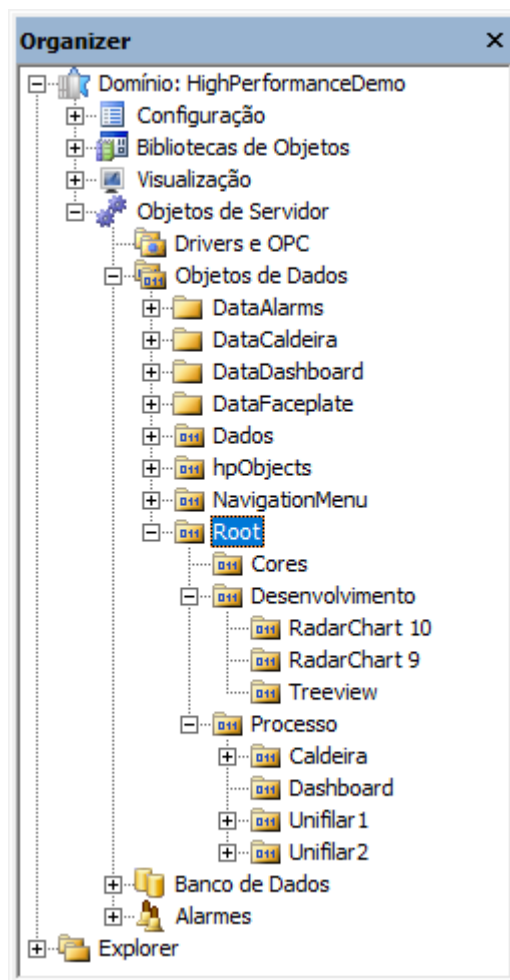 Organizer
Domínio: HighPerformanceDemo
Configuração
Bibliotecas de Objetos
Visualização
Objetos de Servidor
Drivers e OPC
Objetos de Dados
DataAlarms
DataCaldeira
DataDashboard
DataFaceplate
Dados
hpObjects
NavigationMenu
Root
Cores
Desenvolvimento
RadarChart 10
RadarChart 9
Treeview
Processo
Caldeira
Dashboard
Unifilar1
Unifilar2
Banco de Dados
Alarmes
Explorer